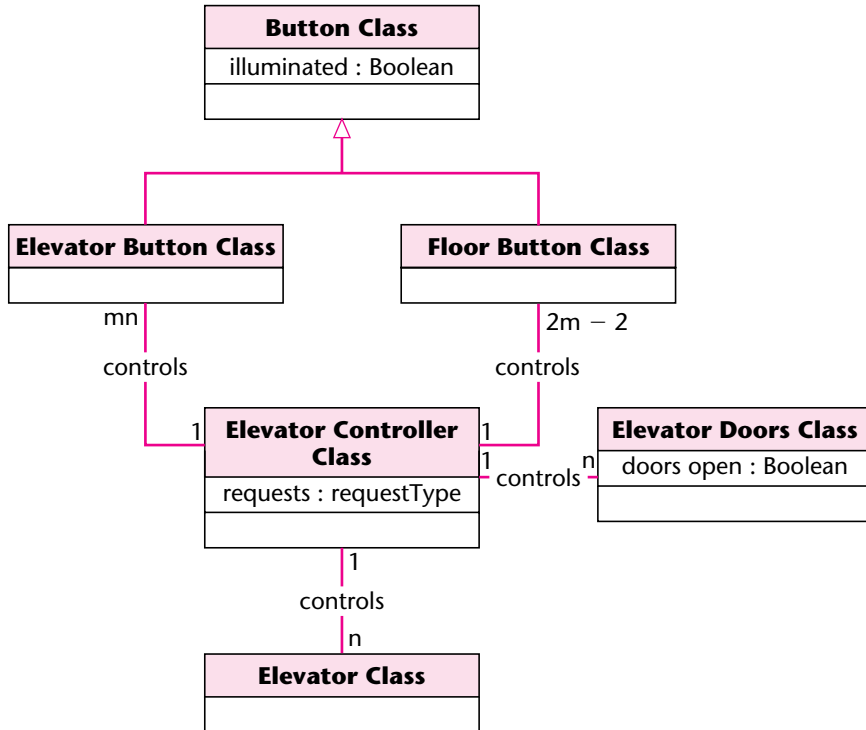 Button Class
illuminated : Boolean
Elevator Button Class
Floor Button Class
mn
2m − 2
controls
controls
1
Elevator Controller
Class
1
1
requests : requestType
controls
n
Elevator Doors Class
doors open : Boolean
1
controls
n
Elevator Class